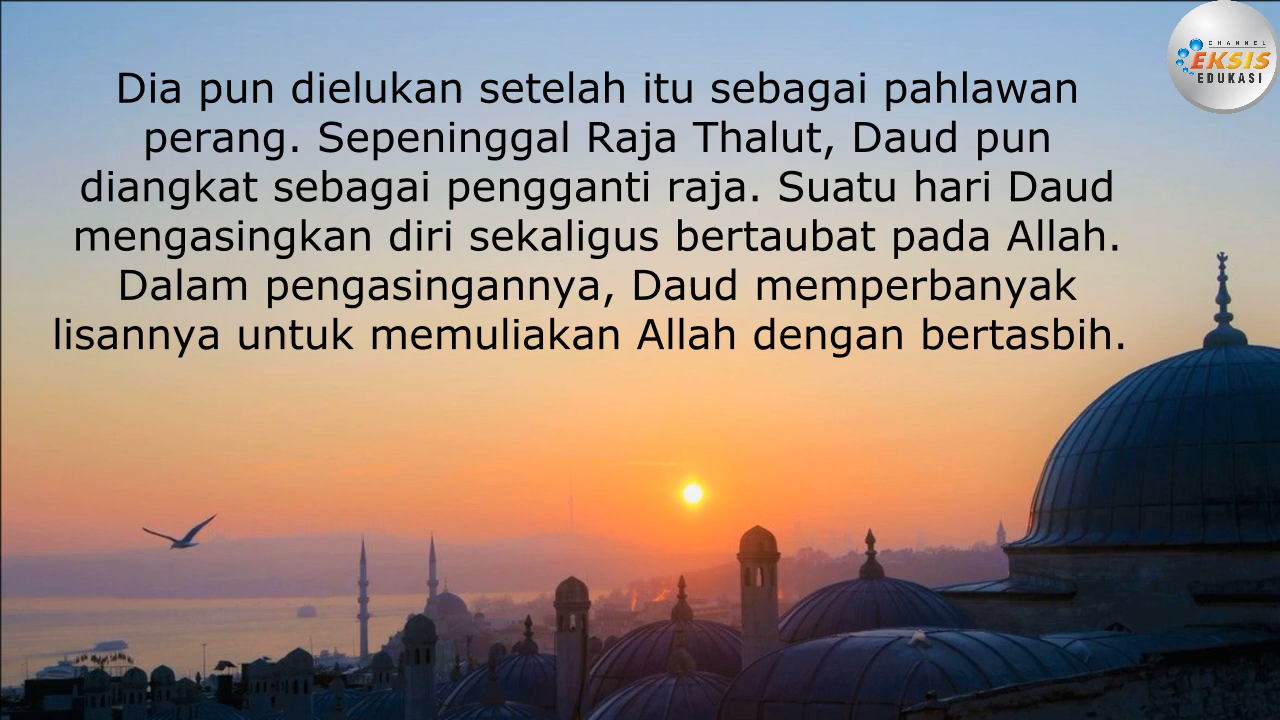 CHANNEL
EKSIS
EDUKASI
Dia pun dielukan setelah itu sebagai pahlawan
perang. Sepeninggal Raja Thalut, Daud pun
diangkat sebagai pengganti raja. Suatu hari Daud
mengasingkan diri sekaligus bertaubat pada Allah.
Dalam pengasingannya, Daud memperbanyak
lisannya untuk memuliakan Allah dengan bertasbih.